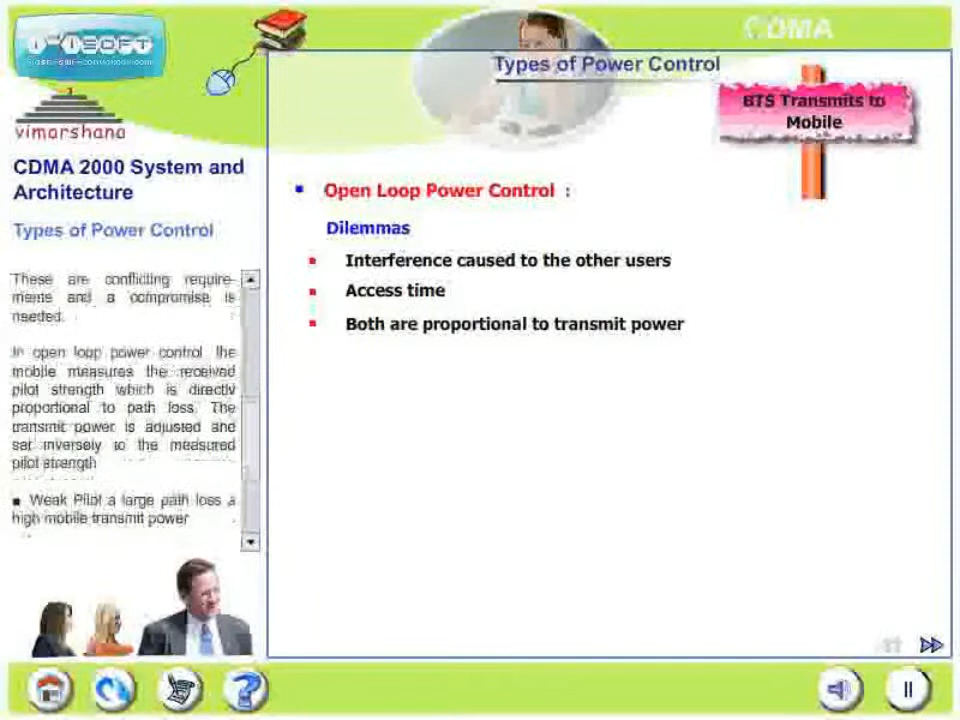 CDMA
Types of Power Control
BTS Transmits to
Mobile
vimarshana
CDMA 2000 System and
Architecture
Types of Power Control
These are conflicting require-
ments and a compromise is
needed.
In open loop power control the
mobile measures the received
pilot strength which is directly
proportional to path loss. The
transmit power is adjusted and
set inversely to the measured
pilot strength
■ Weak Pilot a large path loss a
high mobile transmit power
Open Loop Power Control :
Dilemmas
Interference caused to the other users
Access time
Both are proportional to transmit power